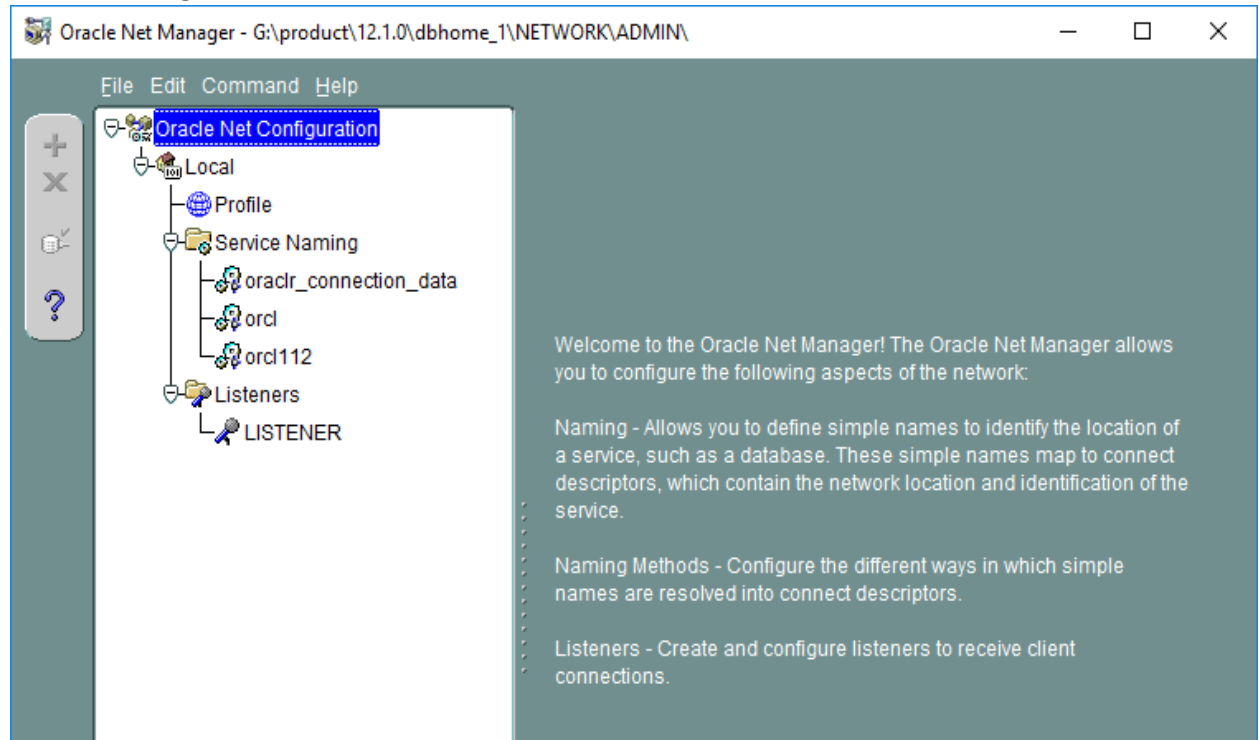 Oracle Net Manager - G:\product\12.1.0\dbhome_1\NETWORK\ADMIN\
File Edit Command Help
Oracle Net Configuration
Local
Profile
Service Naming
oraclr_connection_data
orcl
orcl112
Listeners
LISTENER
Welcome to the Oracle Net Manager! The Oracle Net Manager allows
you to configure the following aspects of the network:
Naming - Allows you to define simple names to identify the location of
a service, such as a database. These simple names map to connect
descriptors, which contain the network location and identification of the
service.
Naming Methods - Configure the different ways in which simple
names are resolved into connect descriptors.
Listeners - Create and configure listeners to receive client
connections.